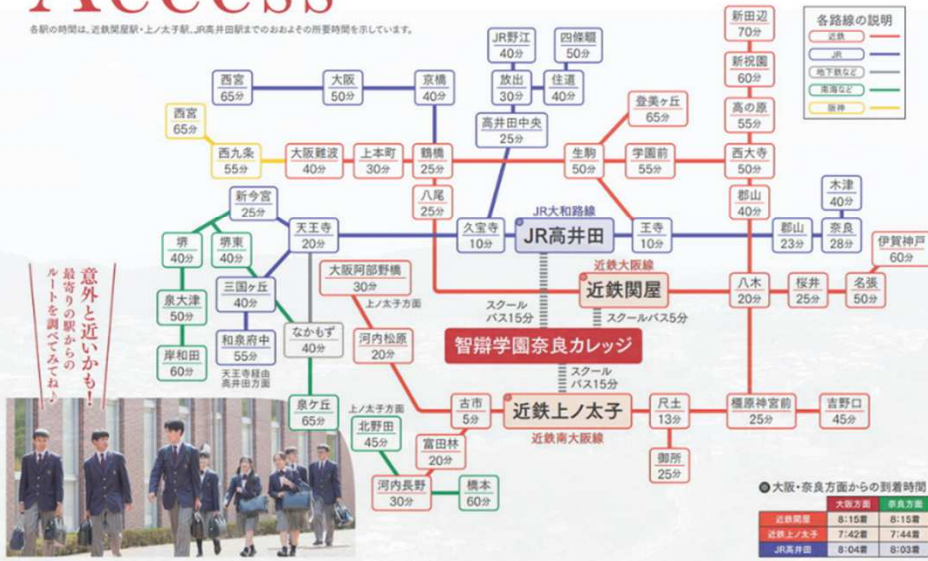 Access
各駅の時間は、近鉄関屋駅・上ノ太子駅、JR高井田駅までのおおよその所要時間を示しています。
各路線の説明
近鉄
JR
地下鉄など
南海など
阪神
新田辺
70分
新祝園
60分
高の原
55分
西大寺
50分
郡山
40分
JR野江
40分
四條畷
50分
放出
30分
住道
40分
高井田中央
25分
西宮
65分
大阪
50分
京橋
40分
西宮
65分
西九条
55分
大阪難波
40分
上本町
30分
鶴橋
25分
八尾
25分
登美ヶ丘
65分
生駒
50分
学園前
55分
新今宮
25分
天王寺
20分
久宝寺
10分
JR大和路線
JR高井田
王寺
10分
郡山
23分
奈良
28分
木津
40分
堺
40分
堺東
40分
三国ヶ丘
40分
泉大津
50分
和泉府中
55分
天王寺経由
高井田方面
岸和田
60分
なかもず
40分
泉ケ丘
65分
大阪阿部野橋
30分
上ノ太子方面
河内松原
20分
近鉄大阪線
近鉄関屋
八木
20分
桜井
25分
名張
50分
伊賀神戸
60分
スクール
バス15分
スクールバス5分
智辯学園奈良カレッジ
スクール
バス15分
古市
5分
近鉄上ノ太子
近鉄南大阪線
尺土
13分
橿原神宮前
25分
吉野口
45分
御所
25分
上ノ太子方面
北野田
45分
富田林
20分
河内長野
30分
橋本
60分
意外と近いかも!
最寄りの駅からの
ルートを調べてみてね♪
大阪・奈良方面からの到着時間
大阪方面 奈良方面
近鉄関屋 8:15着 8:15着
近鉄上ノ太子 7:42着 7:44着
JR高井田 8:04着 8:03着